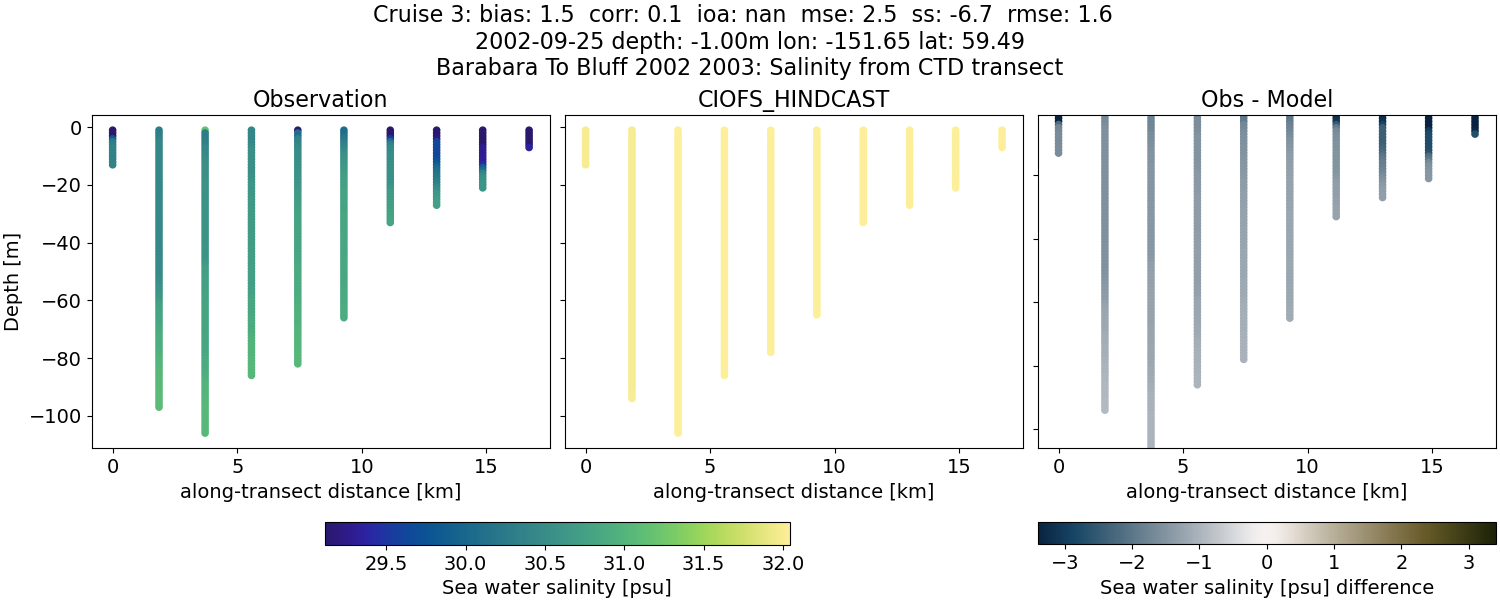 Cruise 3: bias: 1.5  corr: 0.1  ioa: nan  mse: 2.5  ss: -6.7  rmse: 1.6
2002-09-25 depth: -1.00m lon: -151.65 lat: 59.49
Barabara To Bluff 2002 2003: Salinity from CTD transect
Observation
CIOFS_HINDCAST
Obs - Model
Depth [m]
0
−20
−40
−60
−80
−100
0 5 10 15
0 5 10 15
0 5 10 15
along-transect distance [km]
along-transect distance [km]
along-transect distance [km]
29.5 30.0 30.5 31.0 31.5 32.0
Sea water salinity [psu]
−3 −2 −1 0 1 2 3
Sea water salinity [psu] difference